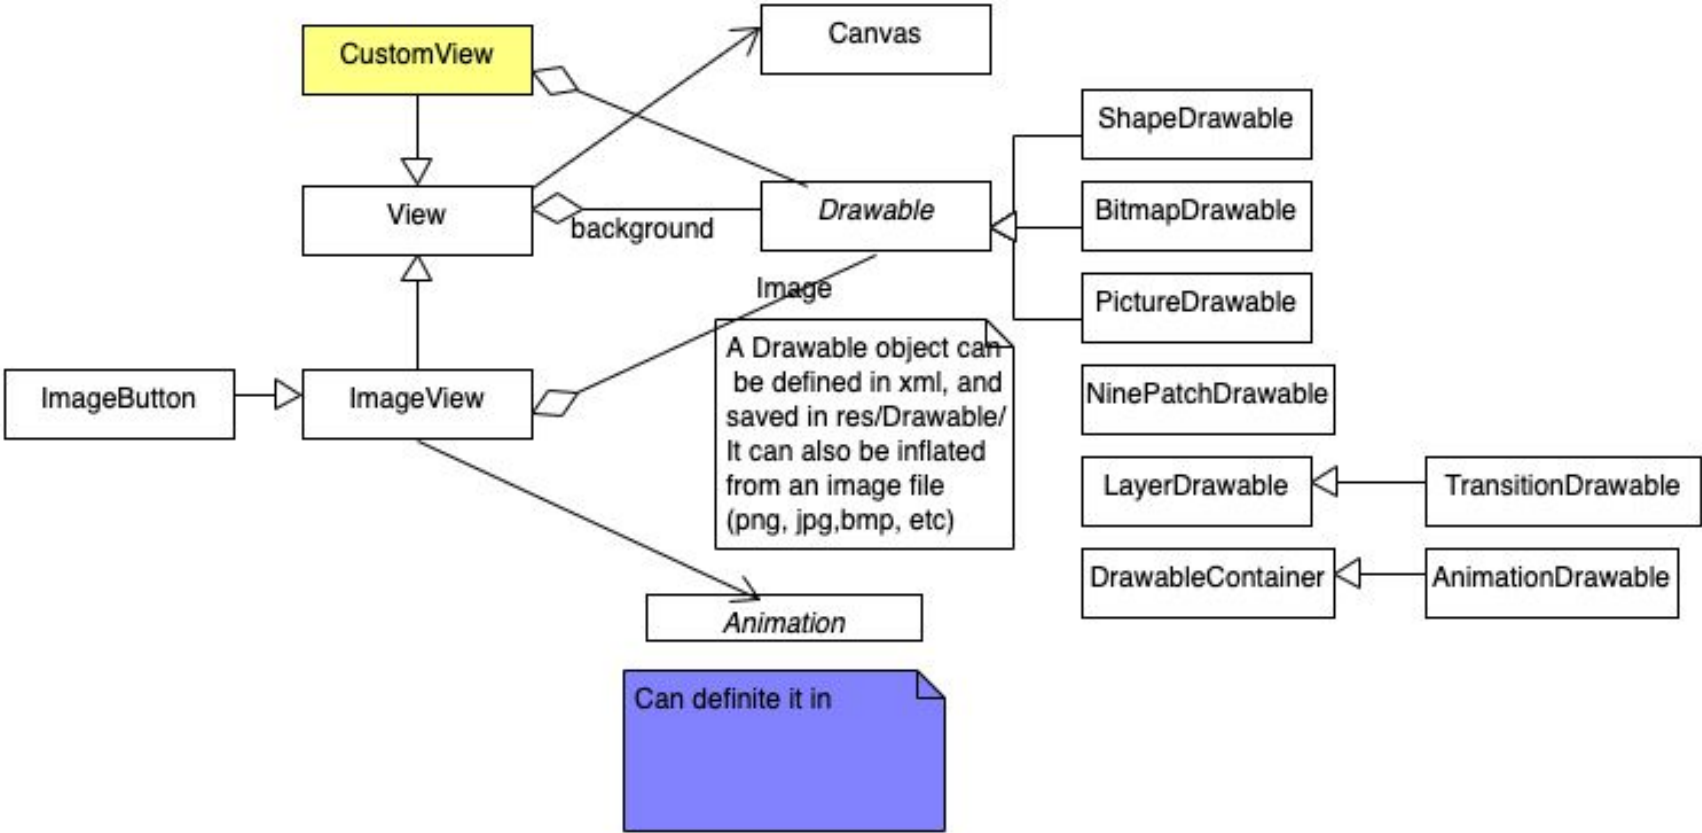 CustomView
Canvas
ShapeDrawable
View
background
Drawable
BitmapDrawable
Image
PictureDrawable
ImageButton
ImageView
A Drawable object can
be defined in xml, and
saved in res/Drawable/
It can also be inflated
from an image file
(png, jpg,bmp, etc)
NinePatchDrawable
LayerDrawable
TransitionDrawable
DrawableContainer
AnimationDrawable
Animation
Can definite it in